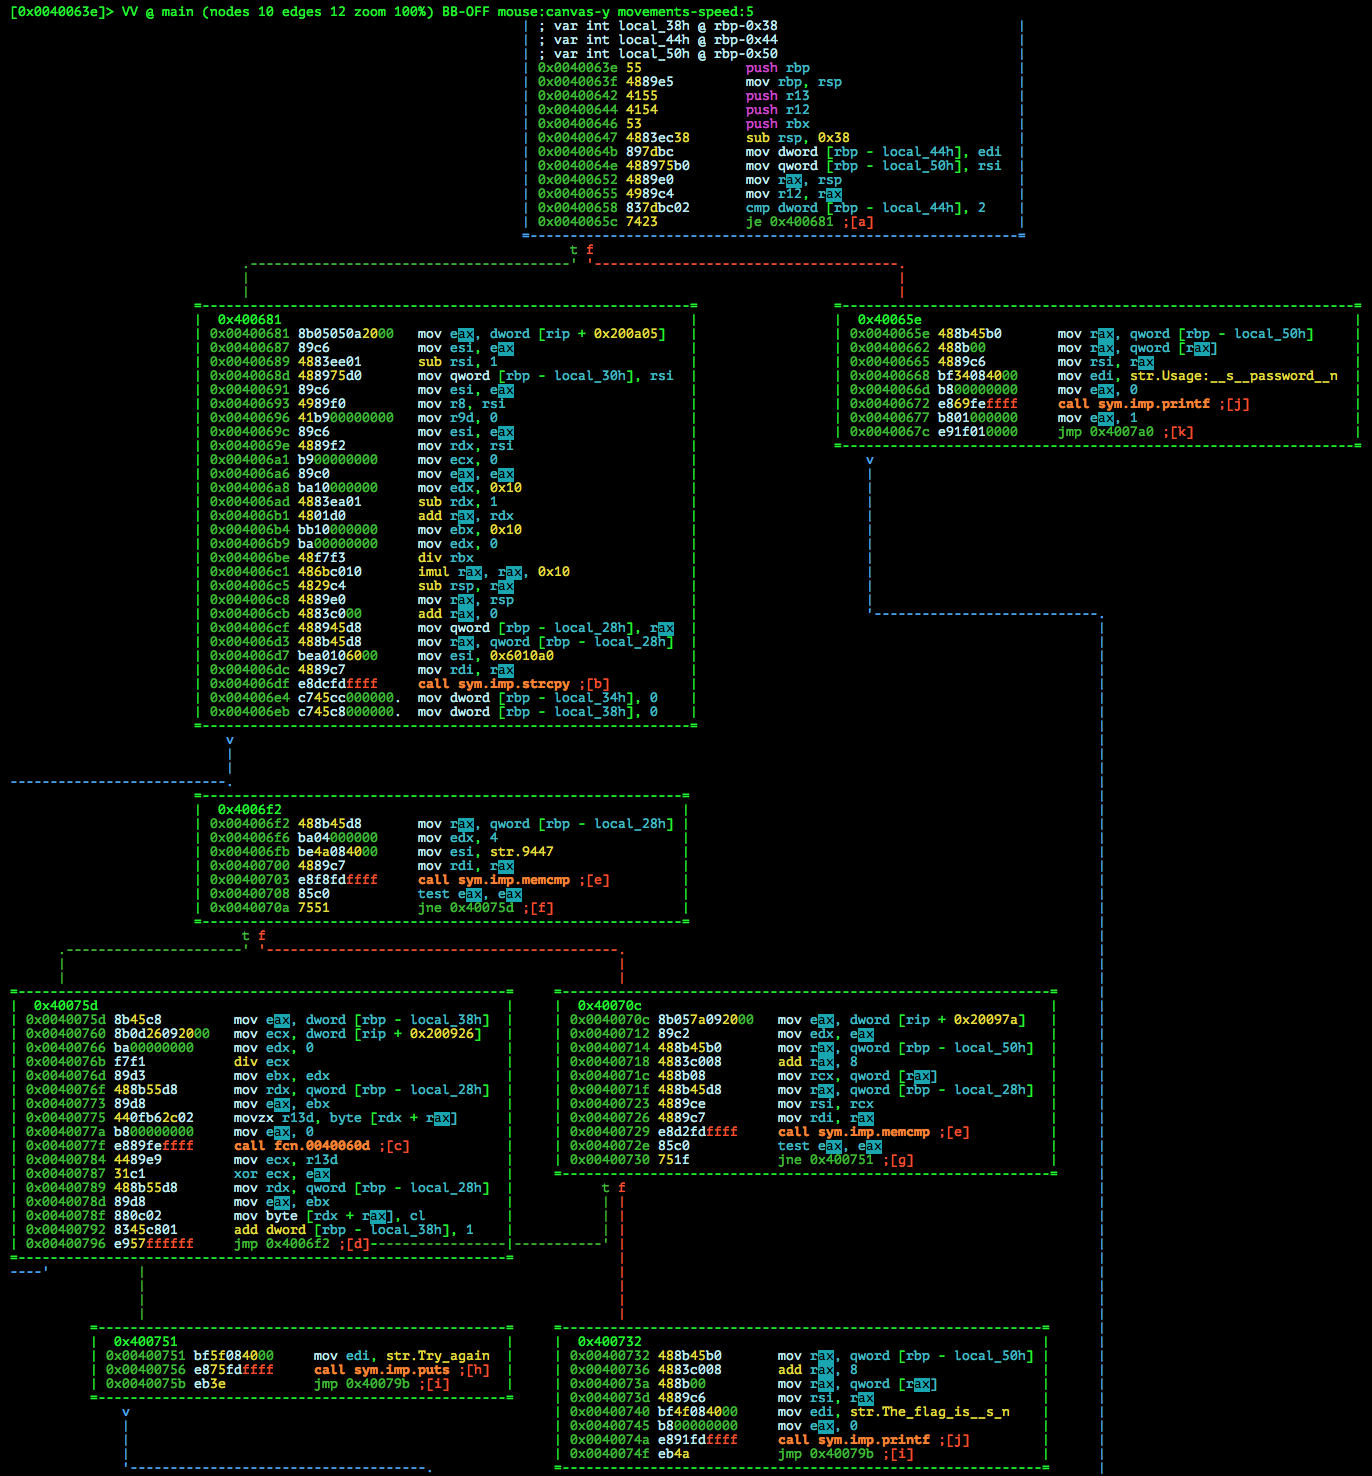 [0x0040063e]> VV @ main (nodes 10 edges 12 zoom 100%) BB-OFF mouse:canvas-y movements-speed:5
; var int local_38h @ rbp-0x38
; var int local_44h @ rbp-0x44
; var int local_50h @ rbp-0x50
0x0040063e 55 push rbp
0x0040063f 4889e5 mov rbp, rsp
0x00400642 4155 push r13
0x00400644 4154 push r12
0x00400646 53 push rbx
0x00400647 4883ec38 sub rsp, 0x38
0x0040064b 897dbc mov dword [rbp - local_44h], edi
0x0040064e 488975b0 mov qword [rbp - local_50h], rsi
0x00400652 4889e0 mov rax, rsp
0x00400655 4989c4 mov r12, rax
0x00400658 837dbc02 cmp dword [rbp - local_44h], 2
0x0040065c 7423 je 0x400681 ;[a]
t f
0x400681
0x00400681 8b05050a2000 mov eax, dword [rip + 0x200a05]
0x00400687 89c6 mov esi, eax
0x00400689 4883ee01 sub rsi, 1
0x0040068d 488975d0 mov qword [rbp - local_30h], rsi
0x00400691 89c6 mov esi, eax
0x00400693 4989f0 mov r8, rsi
0x00400696 41b900000000 mov r9d, 0
0x0040069c 89c6 mov esi, eax
0x0040069e 4889f2 mov rdx, rsi
0x004006a1 b900000000 mov ecx, 0
0x004006a6 89c0 mov eax, eax
0x004006a8 ba10000000 mov edx, 0x10
0x004006ad 4883ea01 sub rdx, 1
0x004006b1 4801d0 add rax, rdx
0x004006b4 bb10000000 mov ebx, 0x10
0x004006b9 ba00000000 mov edx, 0
0x004006be 48f7f3 div rbx
0x004006c1 486bc010 imul rax, rax, 0x10
0x004006c5 4829c4 sub rsp, rax
0x004006c8 4889e0 mov rax, rsp
0x004006cb 4883c000 add rax, 0
0x004006cf 488945d8 mov qword [rbp - local_28h], rax
0x004006d3 488b45d8 mov rax, qword [rbp - local_28h]
0x004006d7 bea0106000 mov esi, 0x6010a0
0x004006dc 4889c7 mov rdi, rax
0x004006df e8dcfdffff call sym.imp.strcpy ;[b]
0x004006e4 c745cc000000. mov dword [rbp - local_34h], 0
0x004006eb c745c8000000. mov dword [rbp - local_38h], 0
v
0x40065e
0x0040065e 488b45b0 mov rax, qword [rbp - local_50h]
0x00400662 488b00 mov rax, qword [rax]
0x00400665 4889c6 mov rsi, rax
0x00400668 bf34084000 mov edi, str.Usage:__s__password__n
0x0040066d b800000000 mov eax, 0
0x00400672 e869feffff call sym.imp.printf ;[j]
0x00400677 b801000000 mov eax, 1
0x0040067c e91f010000 jmp 0x4007a0 ;[k]
v
0x4006f2
0x004006f2 488b45d8 mov rax, qword [rbp - local_28h]
0x004006f6 ba04000000 mov edx, 4
0x004006fb be4a084000 mov esi, str.9447
0x00400700 4889c7 mov rdi, rax
0x00400703 e8f8fdffff call sym.imp.memcmp ;[e]
0x00400708 85c0 test eax, eax
0x0040070a 7551 jne 0x40075d ;[f]
t f
0x40075d
0x0040075d 8b45c8 mov eax, dword [rbp - local_38h]
0x00400760 8b0d26092000 mov ecx, dword [rip + 0x200926]
0x00400766 ba00000000 mov edx, 0
0x0040076b f7f1 div ecx
0x0040076d 89d3 mov ebx, edx
0x0040076f 488b55d8 mov rdx, qword [rbp - local_28h]
0x00400773 89d8 mov eax, ebx
0x00400775 440fb62c02 movzx r13d, byte [rdx + rax]
0x0040077a b800000000 mov eax, 0
0x0040077f e889feffff call fcn.0040060d ;[c]
0x00400784 4489e9 mov ecx, r13d
0x00400787 31c1 xor ecx, eax
0x00400789 488b55d8 mov rdx, qword [rbp - local_28h]
0x0040078d 89d8 mov eax, ebx
0x0040078f 880c02 mov byte [rdx + rax], cl
0x00400792 8345c801 add dword [rbp - local_38h], 1
0x00400796 e957ffffff jmp 0x4006f2 ;[d]
0x40070c
0x0040070c 8b057a092000 mov eax, dword [rip + 0x20097a]
0x00400712 89c2 mov edx, eax
0x00400714 488b45b0 mov rax, qword [rbp - local_50h]
0x00400718 4883c008 add rax, 8
0x0040071c 488b08 mov rcx, qword [rax]
0x0040071f 488b45d8 mov rax, qword [rbp - local_28h]
0x00400723 4889ce mov rsi, rcx
0x00400726 4889c7 mov rdi, rax
0x00400729 e8d2fdffff call sym.imp.memcmp ;[e]
0x0040072e 85c0 test eax, eax
0x00400730 751f jne 0x400751 ;[g]
t f
0x400751
0x00400751 bf5f084000 mov edi, str.Try_again
0x00400756 e875fdffff call sym.imp.puts ;[h]
0x0040075b eb3e jmp 0x40079b ;[i]
v
0x400732
0x00400732 488b45b0 mov rax, qword [rbp - local_50h]
0x00400736 4883c008 add rax, 8
0x0040073a 488b00 mov rax, qword [rax]
0x0040073d 4889c6 mov rsi, rax
0x00400740 bf4f084000 mov edi, str.The_flag_is__s_n
0x00400745 b800000000 mov eax, 0
0x0040074a e891fdffff call sym.imp.printf ;[j]
0x0040074f eb4a jmp 0x40079b ;[i]